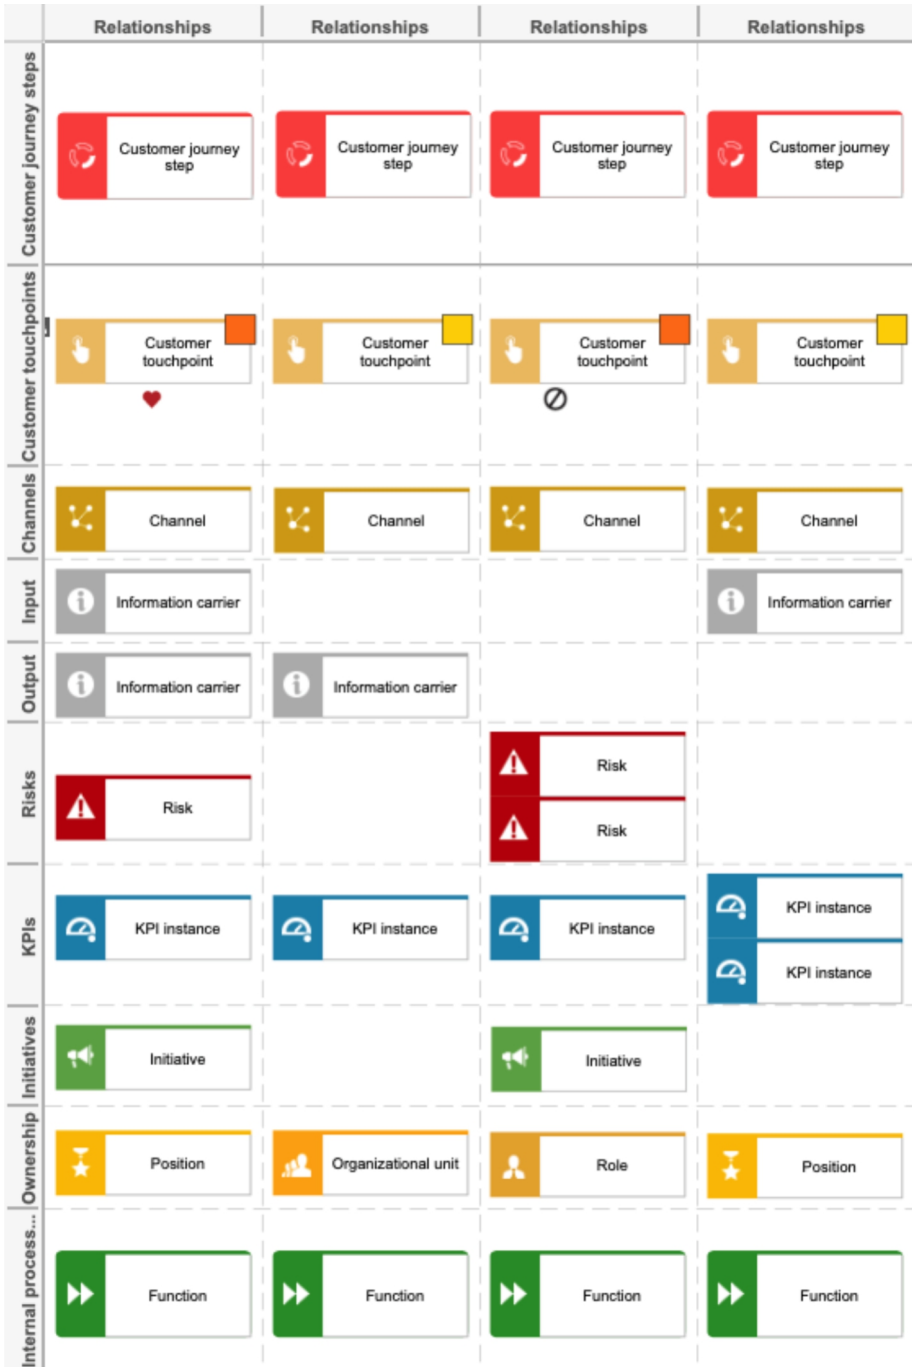 Relationships Relationships Relationships Relationships
Customer journey steps
Customer journey
step
Customer journey
step
Customer journey
step
Customer journey
step
Customer touchpoints
Customer
touchpoint
Customer
touchpoint
Customer
touchpoint
Customer
touchpoint
Channels
Channel
Channel
Channel
Channel
Input
Information carrier
Information carrier
Output
Information carrier
Information carrier
Risks
Risk
Risk
Risk
KPIs
KPI instance
KPI instance
KPI instance
KPI instance
KPI instance
Initiatives
Initiative
Initiative
Ownership
Position
Organizational unit
Role
Position
Internal process...
Function
Function
Function
Function